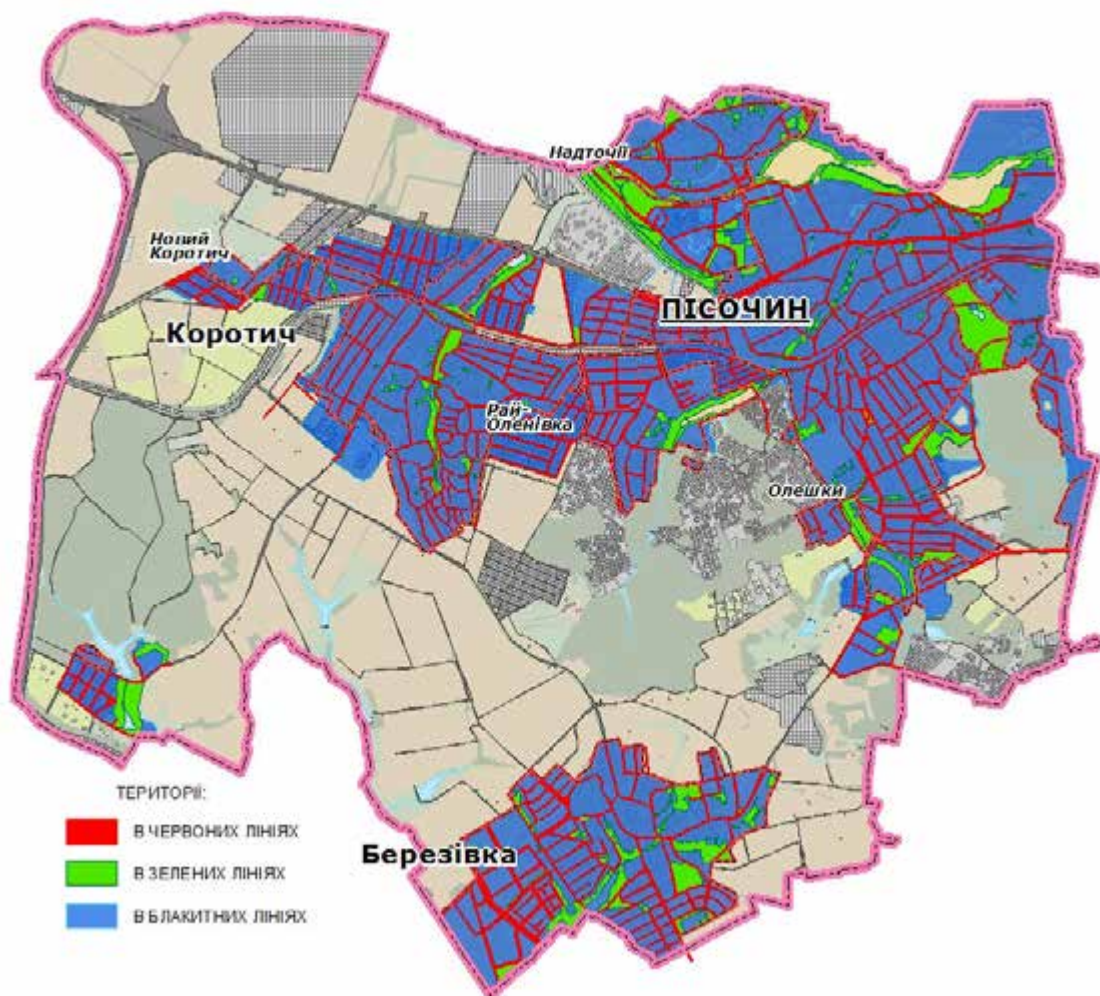 Надточії
Новий
Коротич
ПІСОЧИН
Коротич
Рай-
Оленівка
Олешки
ТЕРИТОРІЇ:
В ЧЕРВОНИХ ЛІНІЯХ
В ЗЕЛЕНИХ ЛІНІЯХ
В БЛАКИТНИХ ЛІНІЯХ
Березівка